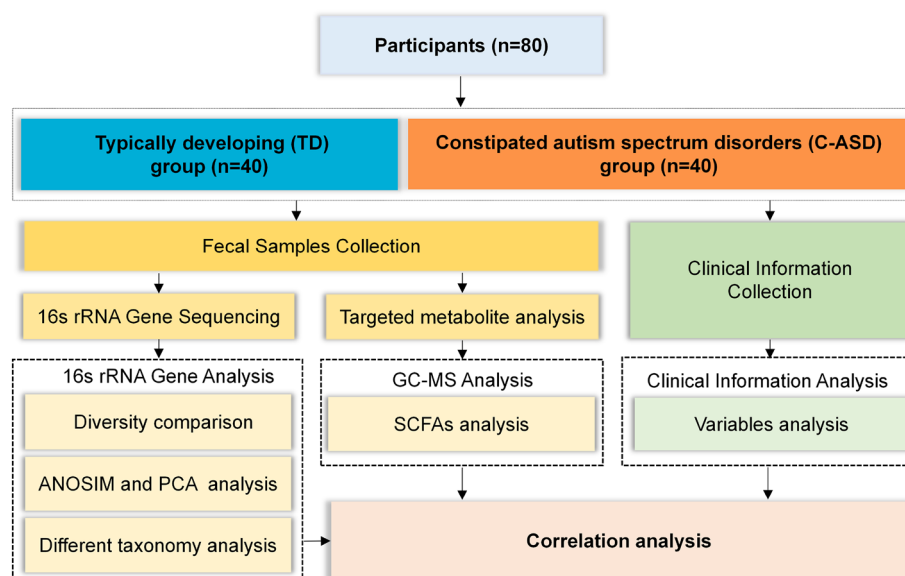 Participants (n=80)
Typically developing (TD)
group (n=40)
Constipated autism spectrum disorders (C-ASD)
group (n=40)
Fecal Samples Collection
Clinical Information
Collection
16s rRNA Gene Sequencing
Targeted metabolite analysis
16s rRNA Gene Analysis
Diversity comparison
ANOSIM and PCA analysis
Different taxonomy analysis
GC-MS Analysis
SCFAs analysis
Clinical Information Analysis
Variables analysis
Correlation analysis